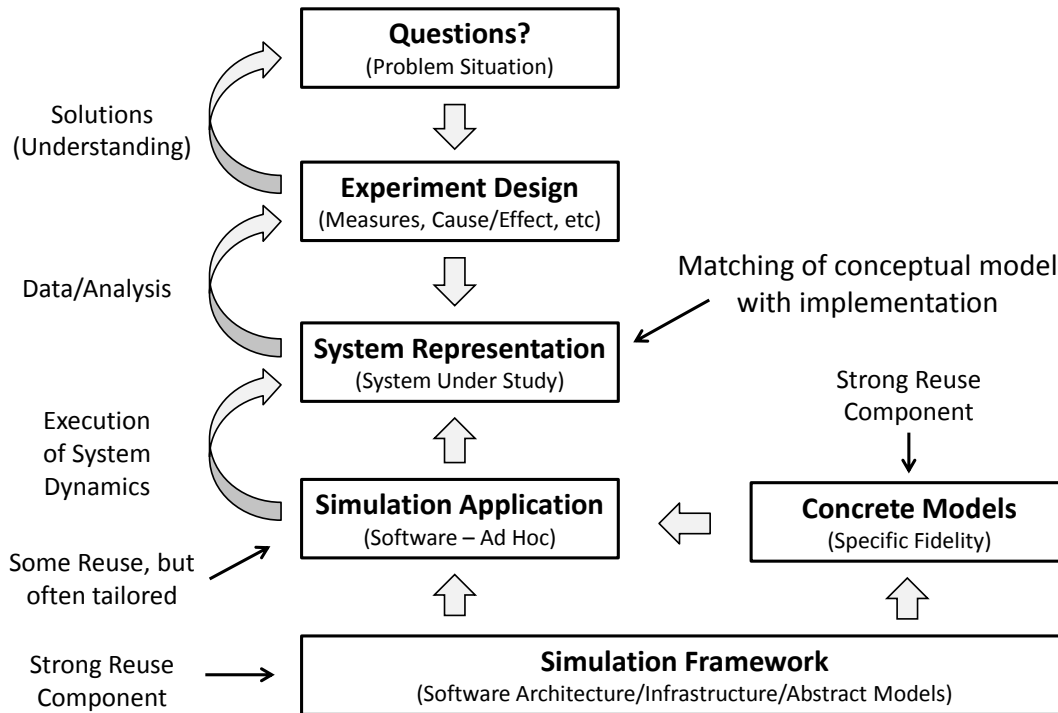 Questions?
(Problem Situation)
Solutions
(Understanding)
Experiment Design
(Measures, Cause/Effect, etc)
Data/Analysis
Matching of conceptual model
with implementation
System Representation
(System Under Study)
Strong Reuse
Component
Execution
of System
Dynamics
Simulation Application
(Software – Ad Hoc)
Concrete Models
(Specific Fidelity)
Some Reuse, but
often tailored
Strong Reuse
Component
Simulation Framework
(Software Architecture/Infrastructure/Abstract Models)